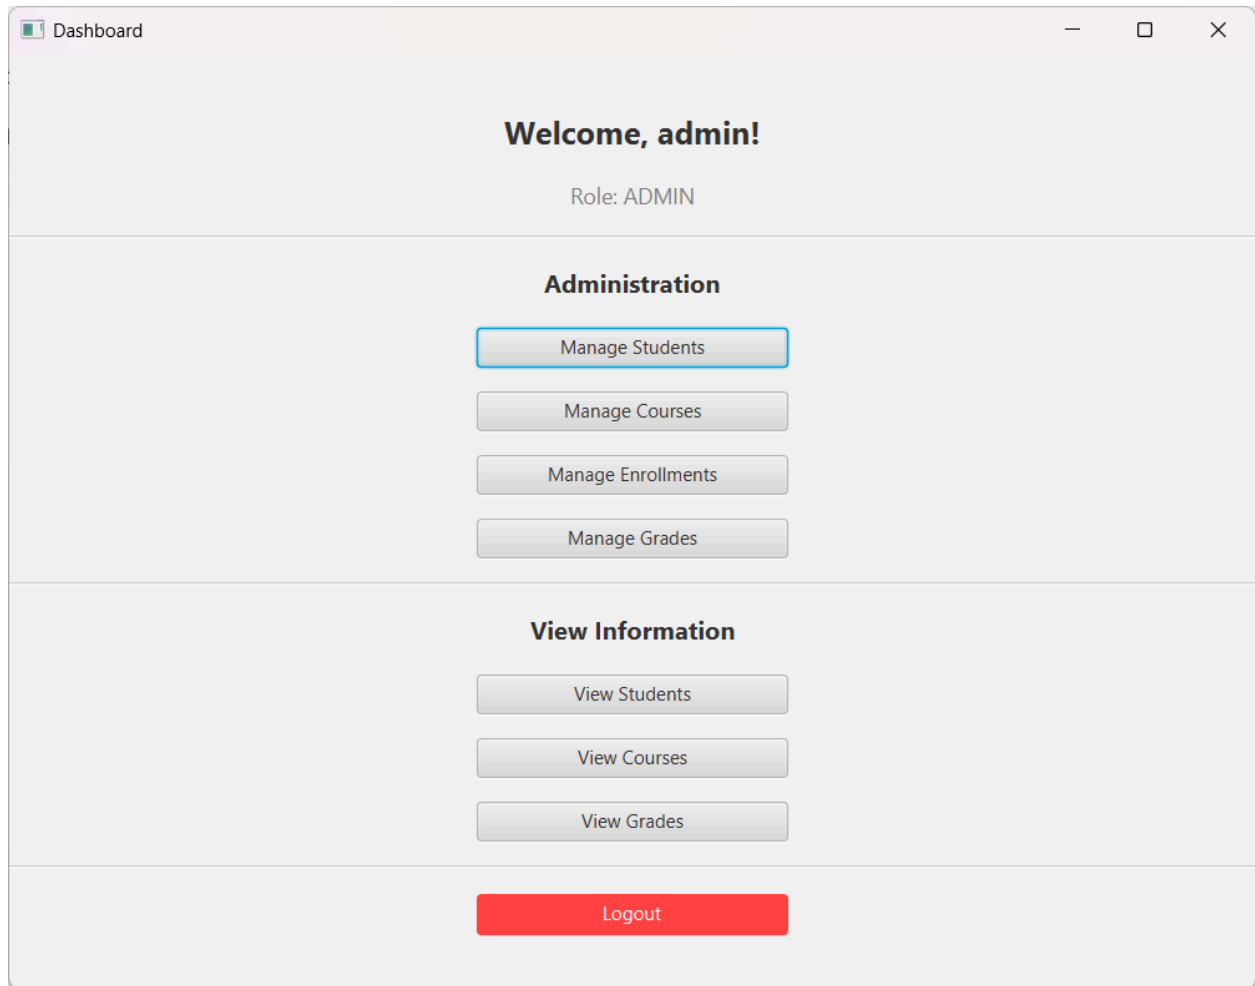 Dashboard
Welcome, admin!
Role: ADMIN
Administration
Manage Students
Manage Courses
Manage Enrollments
Manage Grades
View Information
View Students
View Courses
View Grades
Logout